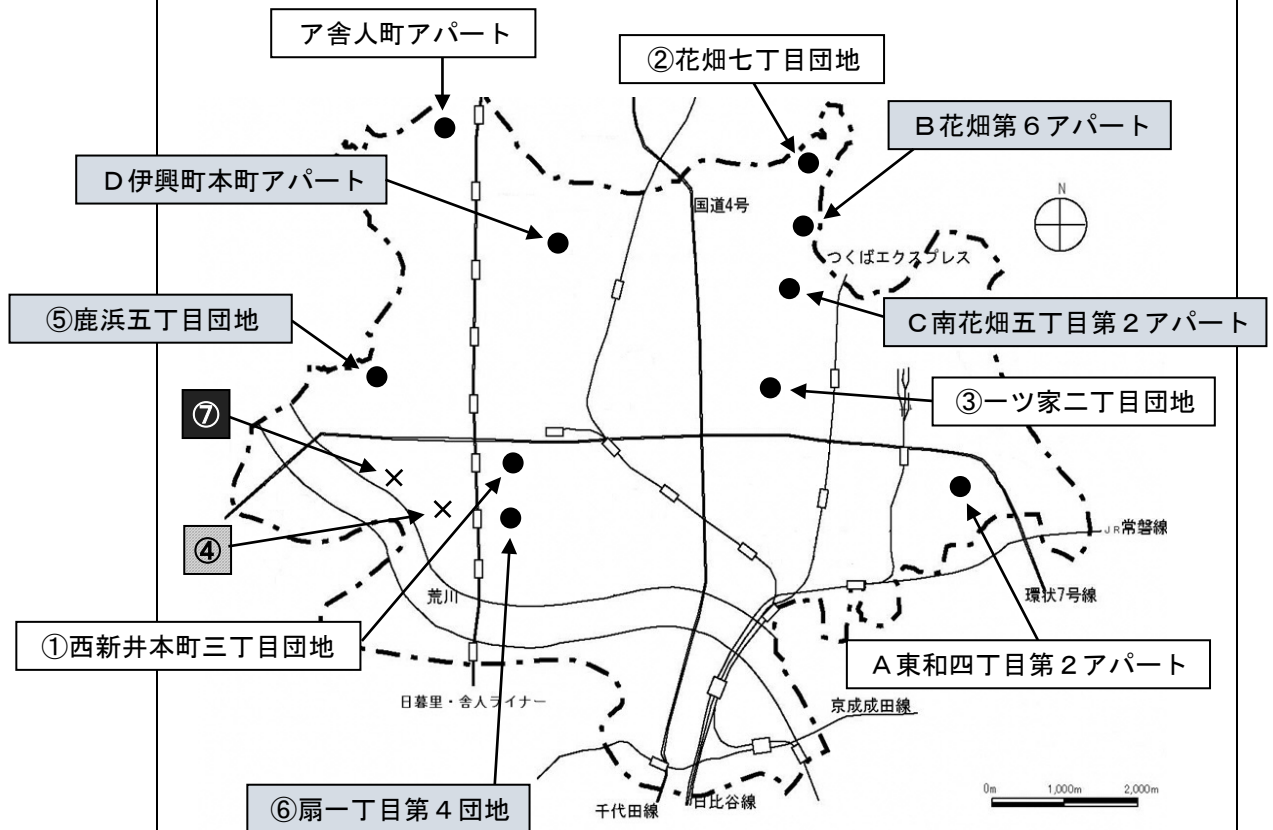 ア舎人町アパート
②花畑七丁目団地
B花畑第6アパート
D伊興町本町アパート
N
国道4号
つくばエクスプレス
⑤鹿浜五丁目団地
C南花畑五丁目第2アパート
⑦
③一ツ家二丁目団地
④
JR常磐線
荒川
環状7号線
①西新井本町三丁目団地
A東和四丁目第2アパート
日暮里・舎人ライナー
京成成田線
⑥扇一丁目第4団地
千代田線
日比谷線
0m 1,000m 2,000m